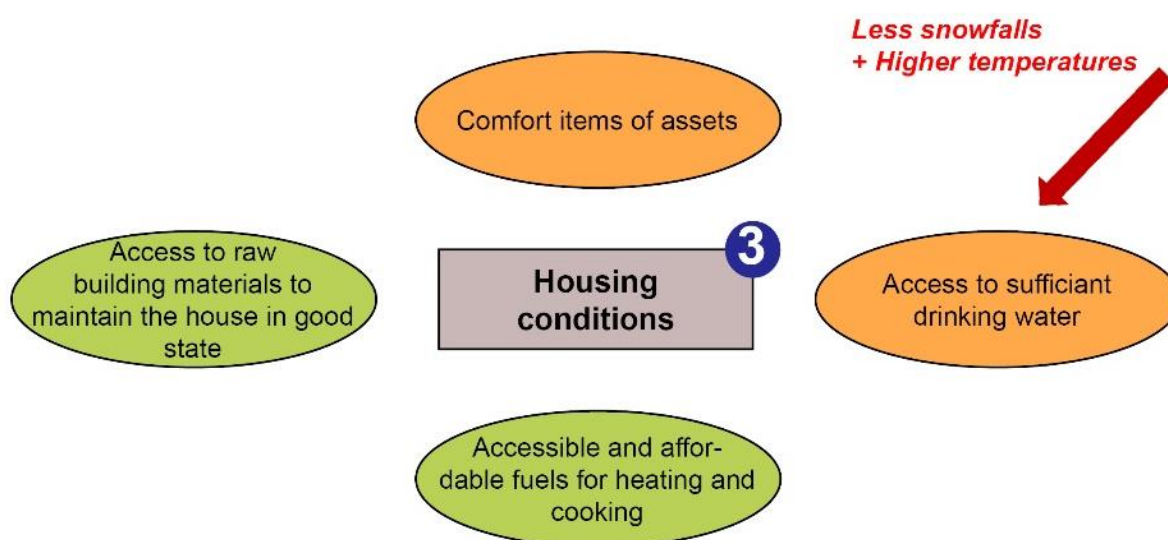 Less snowfalls
+ Higher temperatures
Comfort items of assets
Access to raw
building materials to
maintain the house in good
state
3
Housing
conditions
Access to sufficiant
drinking water
Accessible and affor-
dable fuels for heating and
cooking